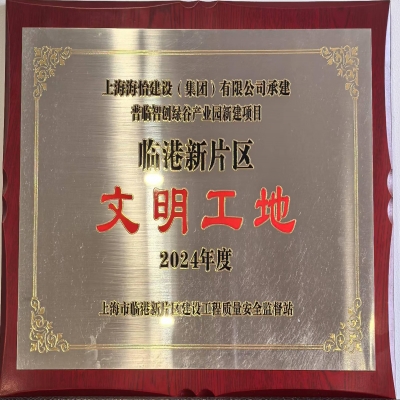 上海海怡建设（集团）有限公司承建
普临智创绿谷产业园新建项目
临港新片区
文明工地
2024年度
上海市临港新片区建设工程质量安全监督站